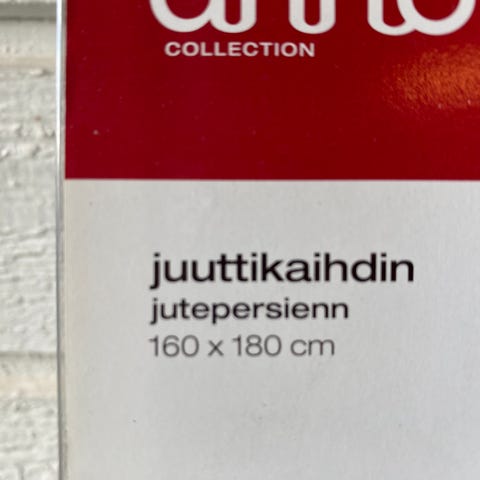 COLLECTION
juuttikaihdin
jutepersienn
160 x 180 cm